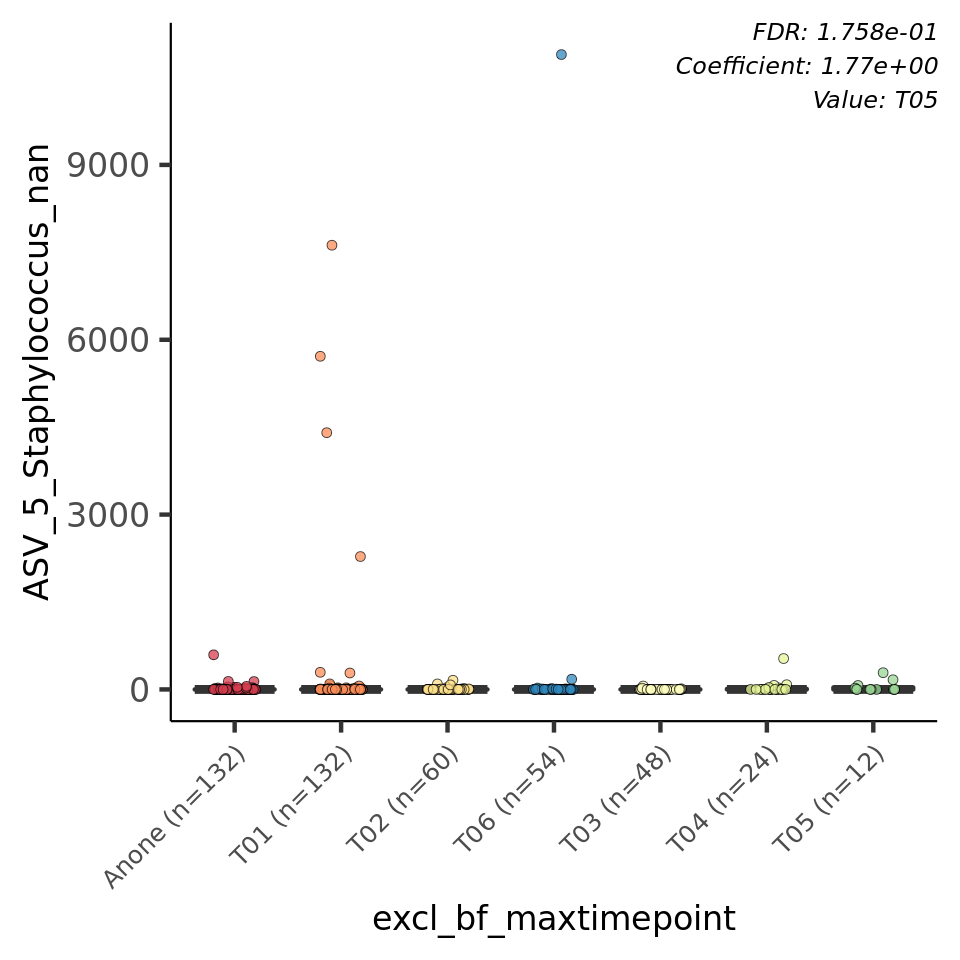 FDR: 1.758e-01
Coefficient: 1.77e+00
Value: T05
ASV_5_Staphylococcus_nan
9000
6000
3000
0
Anone (n=132)
T01 (n=132)
T02 (n=60)
T06 (n=54)
T03 (n=48)
T04 (n=24)
T05 (n=12)
excl_bf_maxtimepoint